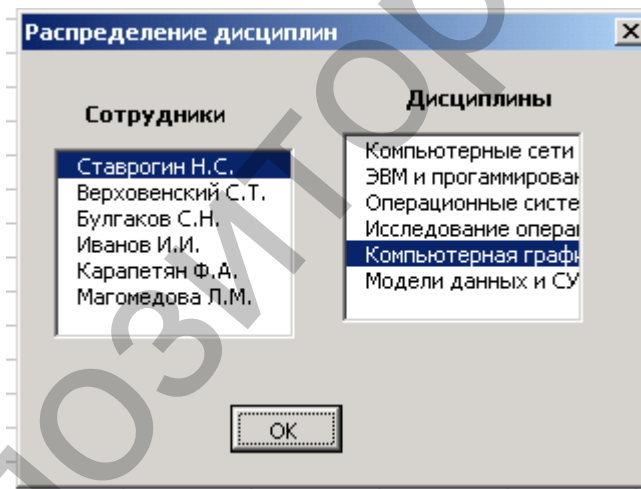 Распределение дисциплин
Сотрудники
Ставрогин Н.С.
Верховенский С.Т.
Булгаков С.Н.
Иванов И.И.
Карапетян Ф.А.
Магомедова Л.М.
Дисциплины
Компьютерные сети
ЭВМ и прогаммирован
Операционные систе
Исследование опера
Компьютерная граф
Модели данных и СУ
OK